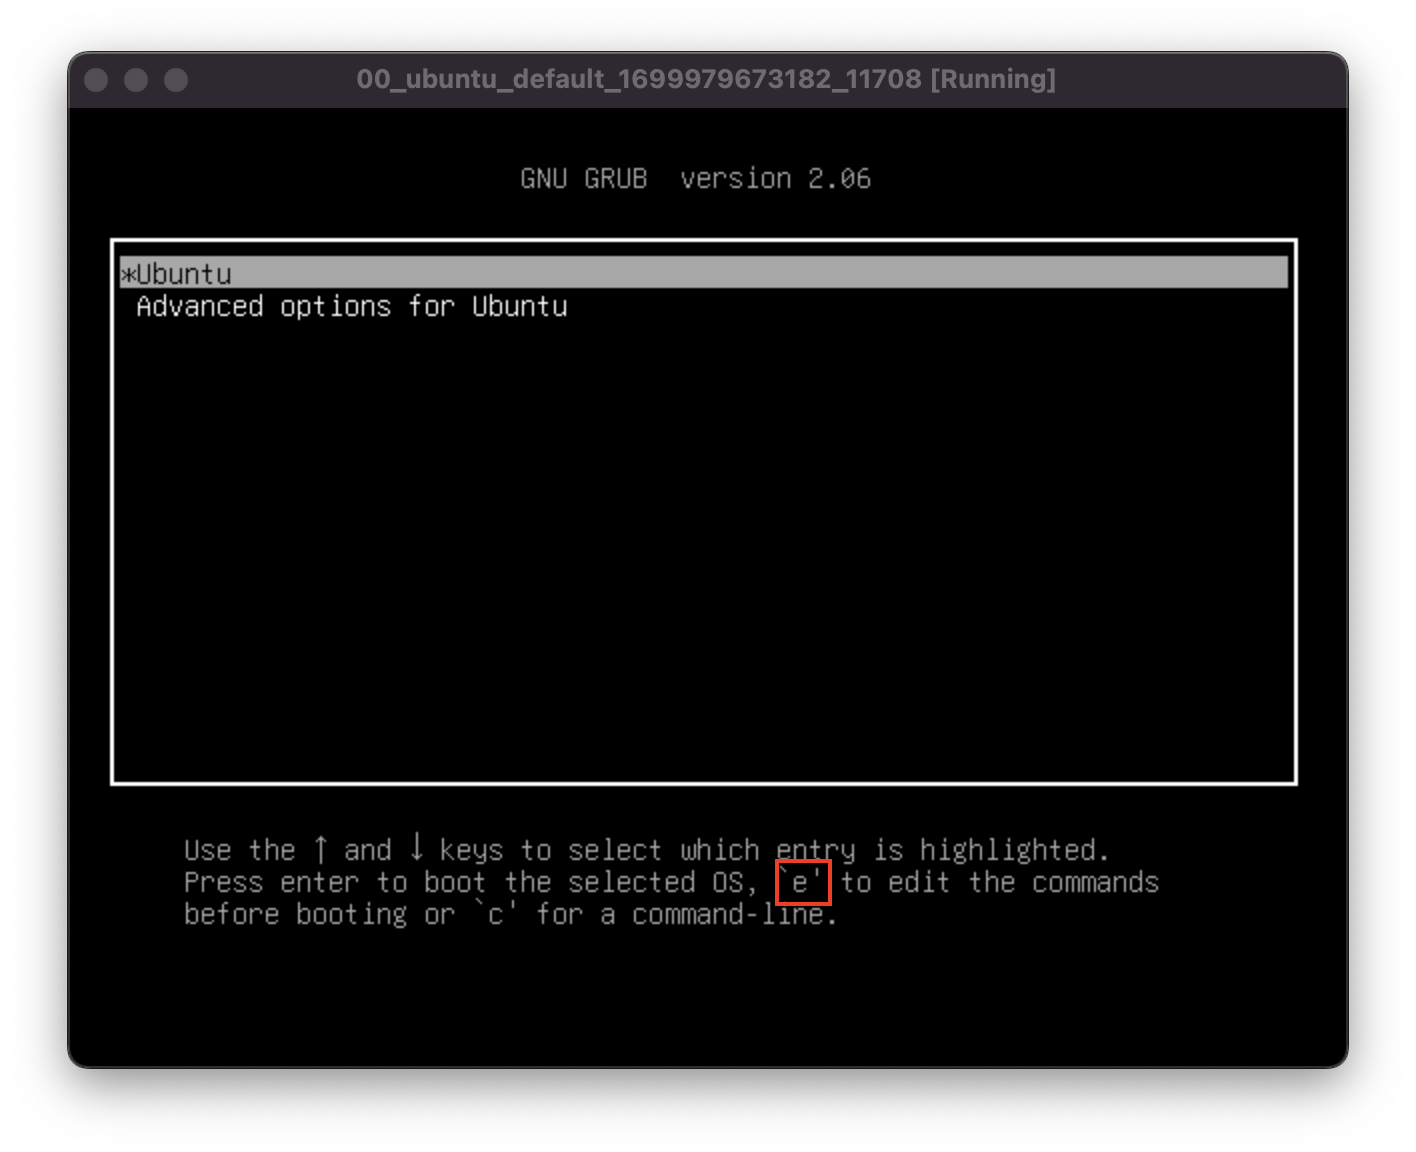 00_ubuntu_default_1699979673182_11708 [Running]
GNU GRUB  version 2.06
*Ubuntu
Advanced options for Ubuntu
Use the ↑ and ↓ keys to select which entry is highlighted.
Press enter to boot the selected OS, `e' to edit the commands
before booting or `c' for a command-line.